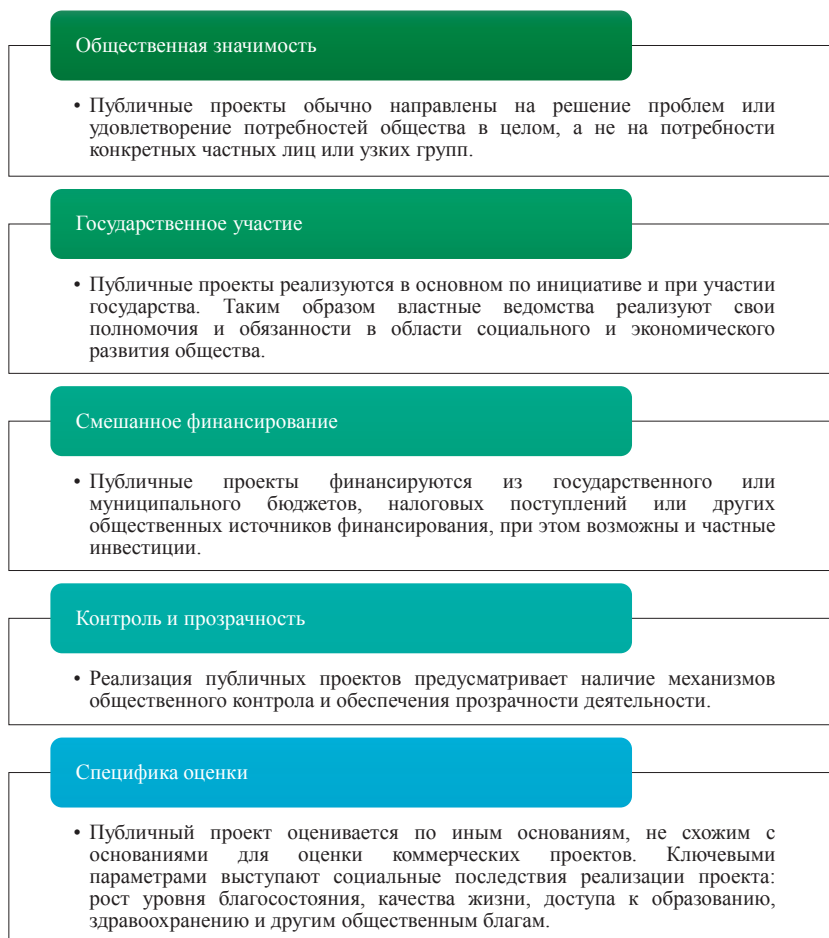 Общественная значимость
• Публичные проекты обычно направлены на решение проблем или
удовлетворение потребностей общества в целом, а не на потребности
конкретных частных лиц или узких групп.
Государственное участие
• Публичные проекты реализуются в основном по инициативе и при участии
государства. Таким образом властные ведомства реализуют свои
полномочия и обязанности в области социального и экономического
развития общества.
Смешанное финансирование
• Публичные проекты финансируются из государственного или
муниципального бюджетов, налоговых поступлений или других
общественных источников финансирования, при этом возможны и частные
инвестиции.
Контроль и прозрачность
• Реализация публичных проектов предусматривает наличие механизмов
общественного контроля и обеспечения прозрачности деятельности.
Специфика оценки
• Публичный проект оценивается по иным основаниям, не схожим с
основаниями для оценки коммерческих проектов. Ключевыми
параметрами выступают социальные последствия реализации проекта:
рост уровня благосостояния, качества жизни, доступа к образованию,
здравоохранению и другим общественным благам.